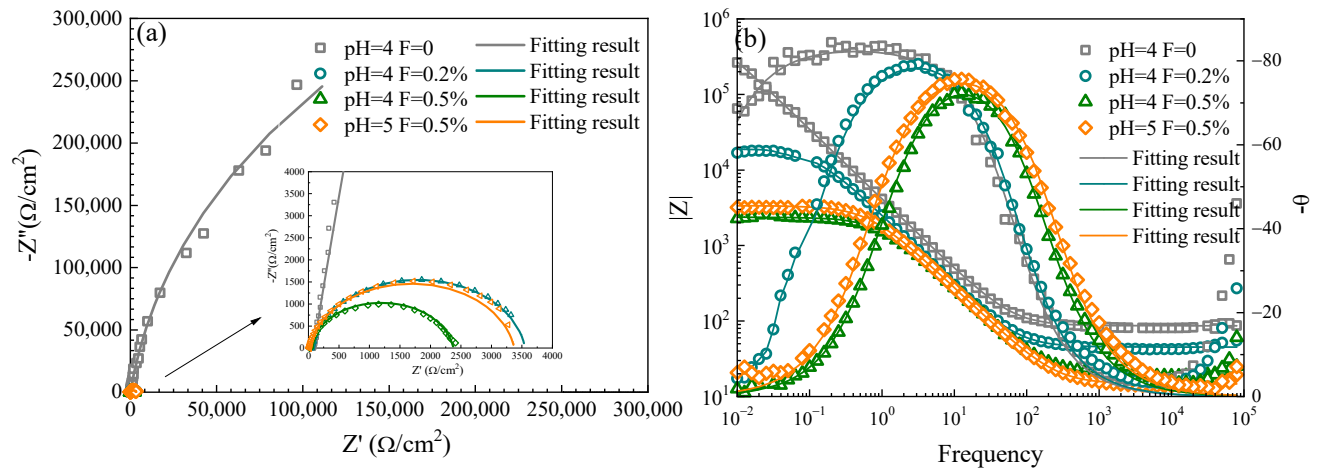 (a)
300,000
250,000
200,000
150,000
100,000
50,000
0
-Z''(Ω/cm²)
pH=4 F=0
pH=4 F=0.2%
pH=4 F=0.5%
pH=5 F=0.5%
Fitting result
Fitting result
Fitting result
Fitting result
4000
3500
3000
2500
2000
1500
1000
500
0
-Z''(Ω/cm²)
0 500 1000 1500 2000 2500 3000 3500 4000
Z' (Ω/cm²)
0 50,000 100,000 150,000 200,000 250,000 300,000
Z' (Ω/cm²)
(b)
10⁶
10⁵
10⁴
10³
10²
10¹
|Z|
pH=4 F=0
pH=4 F=0.2%
pH=4 F=0.5%
pH=5 F=0.5%
Fitting result
Fitting result
Fitting result
Fitting result
-80
-60
-40
-20
0
-θ
10⁻² 10⁻¹ 10⁰ 10¹ 10² 10³ 10⁴ 10⁵
Frequency